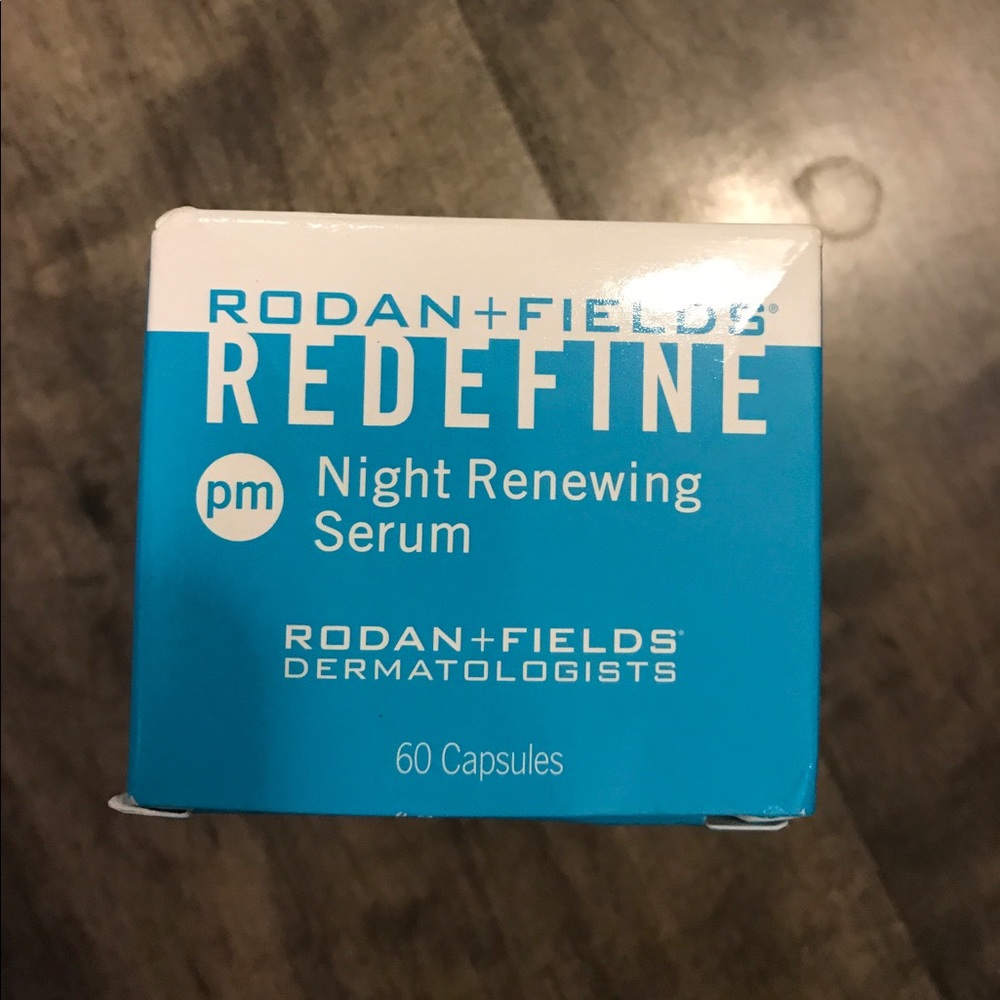 RODAN+FIELDS®
REDEFINE
pm Night Renewing
Serum
RODAN+FIELDS®
DERMATOLOGISTS
60 Capsules